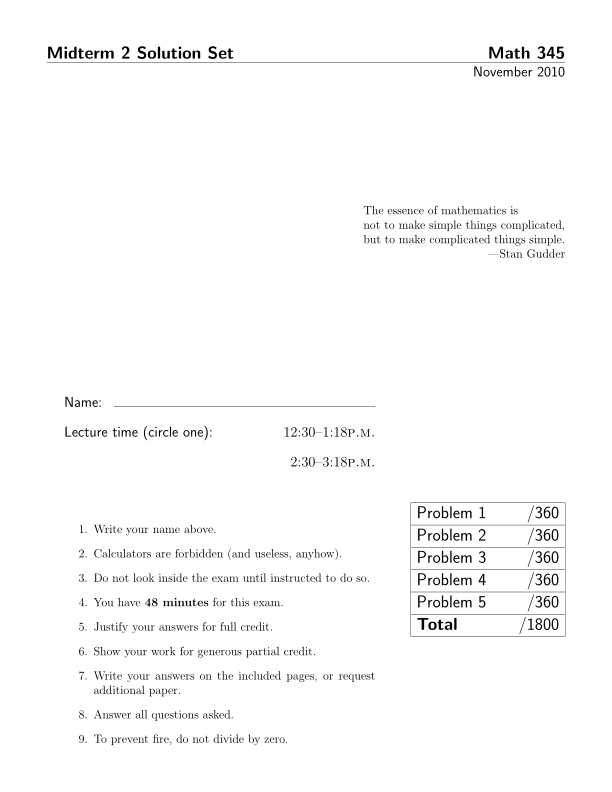 Midterm 2 Solution Set Math 345
November 2010
The essence of mathematics is
not to make simple things complicated,
but to make complicated things simple.
—Stan Gudder
Name:
Lecture time (circle one): 12:30–1:18P.M.
2:30–3:18P.M.
1. Write your name above.
2. Calculators are forbidden (and useless, anyhow).
3. Do not look inside the exam until instructed to do so.
4. You have 48 minutes for this exam.
5. Justify your answers for full credit.
6. Show your work for generous partial credit.
7. Write your answers on the included pages, or request
additional paper.
8. Answer all questions asked.
9. To prevent fire, do not divide by zero.
Problem 1 /360
Problem 2 /360
Problem 3 /360
Problem 4 /360
Problem 5 /360
Total /1800